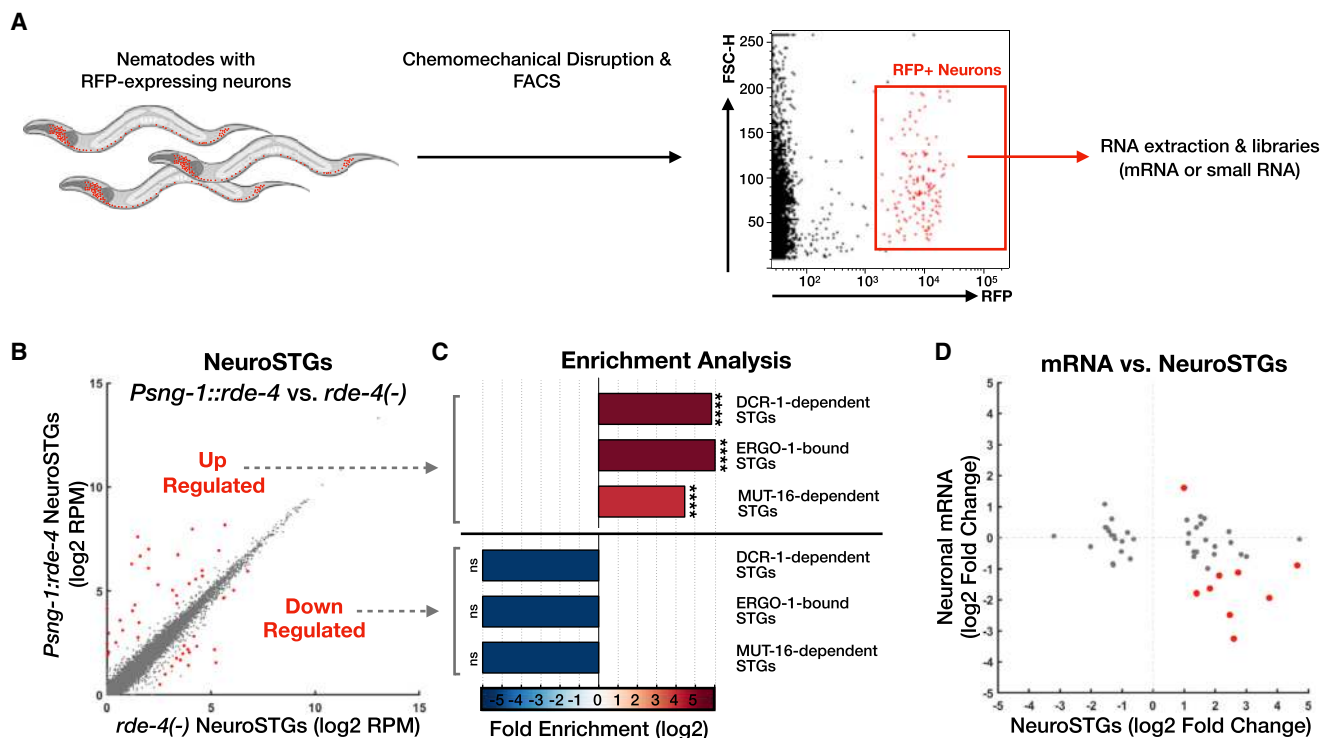 A
Nematodes with
RFP-expressing neurons
Chemomechanical Disruption &
FACS
FSC-H
250
200
150
100
50
RFP+ Neurons
10²
10³
10⁴
10⁵
RFP
RNA extraction & libraries
(mRNA or small RNA)
B
NeuroSTGs
Psng-1::rde-4 vs. rde-4(-)
Psng-1::rde-4 NeuroSTGs
(log2 RPM)
15
10
5
0
Up
Regulated
Down
Regulated
0
5
10
15
rde-4(-) NeuroSTGs (log2 RPM)
C
Enrichment Analysis
****
DCR-1-dependent
STGs
****
ERGO-1-bound
STGs
****
MUT-16-dependent
STGs
ns
DCR-1-dependent
STGs
ns
ERGO-1-bound
STGs
ns
MUT-16-dependent
STGs
-5 -4 -3 -2 -1 0 1 2 3 4 5
Fold Enrichment (log2)
D
mRNA vs. NeuroSTGs
Neuronal mRNA
(log2 Fold Change)
5
4
3
2
1
0
-1
-2
-3
-4
-5
-5 -4 -3 -2 -1 0 1 2 3 4 5
NeuroSTGs (log2 Fold Change)